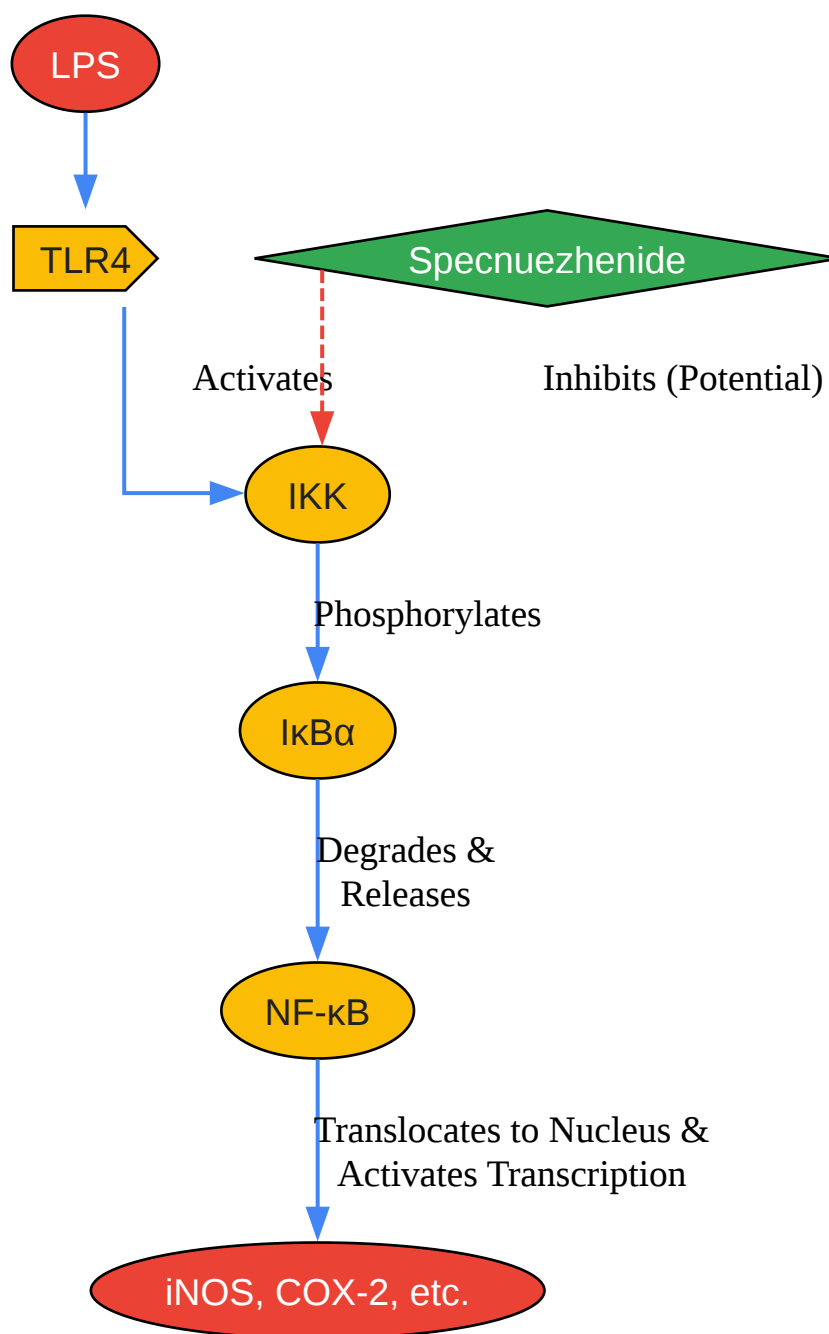 LPS
TLR4
Specnuezhenide
Activates
Inhibits (Potential)
IKK
Phosphorylates
IκBα
Degrades &
Releases
NF-κB
Translocates to Nucleus &
Activates Transcription
iNOS, COX-2, etc.